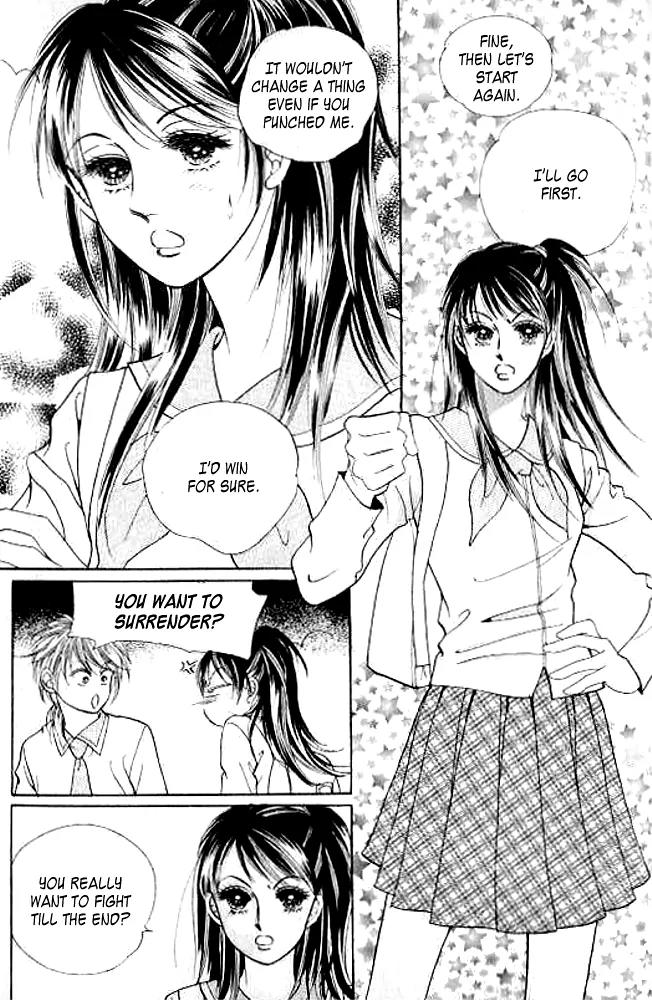 IT WOULDN'T
CHANGE A THING
EVEN IF YOU
PUNCHED ME.
I'D WIN
FOR SURE.
FINE,
THEN LET'S
START
AGAIN.
I'LL GO
FIRST.
YOU WANT TO
SURRENDER?
YOU REALLY
WANT TO FIGHT
TILL THE END?